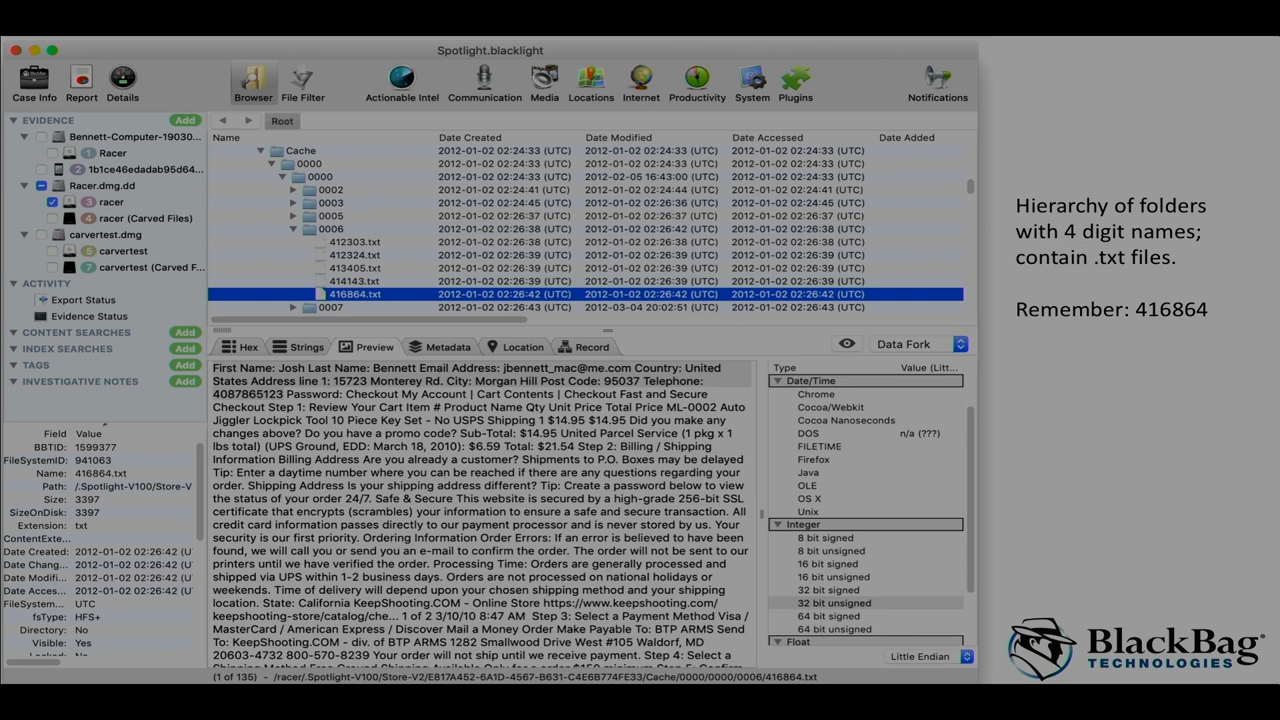 Spotlight.blacklight
Case Info Report Details Browser File Filter Actionable Intel Communication Media Locations Internet Productivity System Plugins Notifications
EVIDENCE Add
Bennett-Computer-19030...
1 Racer
2 1b1ce46edadab95d64...
Racer.dmg.dd
3 racer
4 racer (Carved Files)
carvertest.dmg
5 carvertest
7 carvertest (Carved F...
ACTIVITY
Export Status
Evidence Status
CONTENT SEARCHES Add
INDEX SEARCHES Add
TAGS Add
INVESTIGATIVE NOTES Add
Field Value
BBTID: 1599377
FileSystemID: 941063
Name: 416864.txt
Path: /.Spotlight-V100/Store-V
Size: 3397
SizeOnDisk: 3397
Extension: txt
ContentExte...
Date Created: 2012-01-02 02:26:42 (U
Date Chang... 2012-01-02 02:26:42 (U
Date Modifi... 2012-01-02 02:26:42 (U
Date Acces... 2012-01-02 02:26:42 (U
FileSystem... UTC
fsType: HFS+
Directory: No
Visible: Yes
Root
Name Date Created Date Modified Date Accessed Date Added
Cache 2012-01-02 02:24:33 (UTC) 2012-01-02 02:24:33 (UTC) 2012-01-02 02:24:33 (UTC)
0000 2012-01-02 02:24:33 (UTC) 2012-01-02 02:24:33 (UTC) 2012-01-02 02:24:33 (UTC)
0000 2012-01-02 02:24:33 (UTC) 2012-02-05 16:43:00 (UTC) 2012-01-02 02:24:33 (UTC)
0002 2012-01-02 02:24:41 (UTC) 2012-01-02 02:24:44 (UTC) 2012-01-02 02:24:41 (UTC)
0003 2012-01-02 02:24:45 (UTC) 2012-01-02 02:26:36 (UTC) 2012-01-02 02:24:45 (UTC)
0005 2012-01-02 02:26:37 (UTC) 2012-01-02 02:26:38 (UTC) 2012-01-02 02:26:37 (UTC)
0006 2012-01-02 02:26:38 (UTC) 2012-01-02 02:26:42 (UTC) 2012-01-02 02:26:38 (UTC)
412303.txt 2012-01-02 02:26:38 (UTC) 2012-01-02 02:26:38 (UTC) 2012-01-02 02:26:38 (UTC)
412324.txt 2012-01-02 02:26:39 (UTC) 2012-01-02 02:26:39 (UTC) 2012-01-02 02:26:39 (UTC)
413405.txt 2012-01-02 02:26:39 (UTC) 2012-01-02 02:26:39 (UTC) 2012-01-02 02:26:39 (UTC)
414143.txt 2012-01-02 02:26:39 (UTC) 2012-01-02 02:26:39 (UTC) 2012-01-02 02:26:39 (UTC)
416864.txt 2012-01-02 02:26:42 (UTC) 2012-01-02 02:26:42 (UTC) 2012-01-02 02:26:42 (UTC)
0007 2012-01-02 02:26:42 (UTC) 2012-03-04 20:02:51 (UTC) 2012-01-02 02:26:43 (UTC)
Hex Strings Preview Metadata Location Record Data Fork
First Name: Josh Last Name: Bennett Email Address: jbennett_mac@me.com Country: United
States Address line 1: 15723 Monterey Rd. City: Morgan Hill Post Code: 95037 Telephone:
4087865123 Password: Checkout My Account | Cart Contents | Checkout Fast and Secure
Checkout Step 1: Review Your Cart Item # Product Name Qty Unit Price Total Price ML-0002 Auto
Jiggler Lockpick Tool 10 Piece Key Set - No USPS Shipping 1 $14.95 $14.95 Did you make any
changes above? Do you have a promo code? Sub-Total: $14.95 United Parcel Service (1 pkg x 1
lbs total) (UPS Ground, EDD: March 18, 2010): $6.59 Total: $21.54 Step 2: Billing / Shipping
Information Billing Address Are you already a customer? Shipments to P.O. Boxes may be delayed
Tip: Enter a daytime number where you can be reached if there are any questions regarding your
order. Shipping Address Is your shipping address different? Tip: Create a password below to view
the status of your order 24/7. Safe & Secure This website is secured by a high-grade 256-bit SSL
certificate that encrypts (scrambles) your information to ensure a safe and secure transaction. All
credit card information passes directly to our payment processor and is never stored by us. Your
security is our first priority. Ordering Information Order Errors: If an error is believed to have been
found, we will call you or send you an e-mail to confirm the order. The order will not be sent to our
printers until we have verified the order. Processing Time: Orders are generally processed and
shipped via UPS within 1-2 business days. Orders are not processed on national holidays or
weekends. Time of delivery will depend upon your chosen shipping method and your shipping
location. State: California KeepShooting.COM - Online Store https://www.keepshooting.com/
keepshooting-store/catalog/che... 1 of 2 3/10/10 8:47 AM Step 3: Select a Payment Method Visa /
MasterCard / American Express / Discover Mail a Money Order Make Payable To: BTP ARMS Send
To: KeepShooting.COM - div. of BTP ARMS 1282 Smallwood Drive West #105 Waldorf, MD
20603-4732 800-570-8239 Your order will not ship until we receive payment. Step 4: Select a
Type Value (Litt...
Date/Time
Chrome
Cocoa/Webkit
Cocoa Nanoseconds
DOS n/a (???)
FILETIME
Firefox
Java
OLE
OS X
Unix
Integer
8 bit signed
8 bit unsigned
16 bit signed
16 bit unsigned
32 bit signed
32 bit unsigned
64 bit signed
64 bit unsigned
Float
Little Endian
(1 of 135) - /racer/.Spotlight-V100/Store-V2/E817A452-6A1D-4567-B631-C4E6B774FE33/Cache/0000/0000/0006/416864.txt
Hierarchy of folders
with 4 digit names;
contain .txt files.
Remember: 416864
BlackBag
TECHNOLOGIES